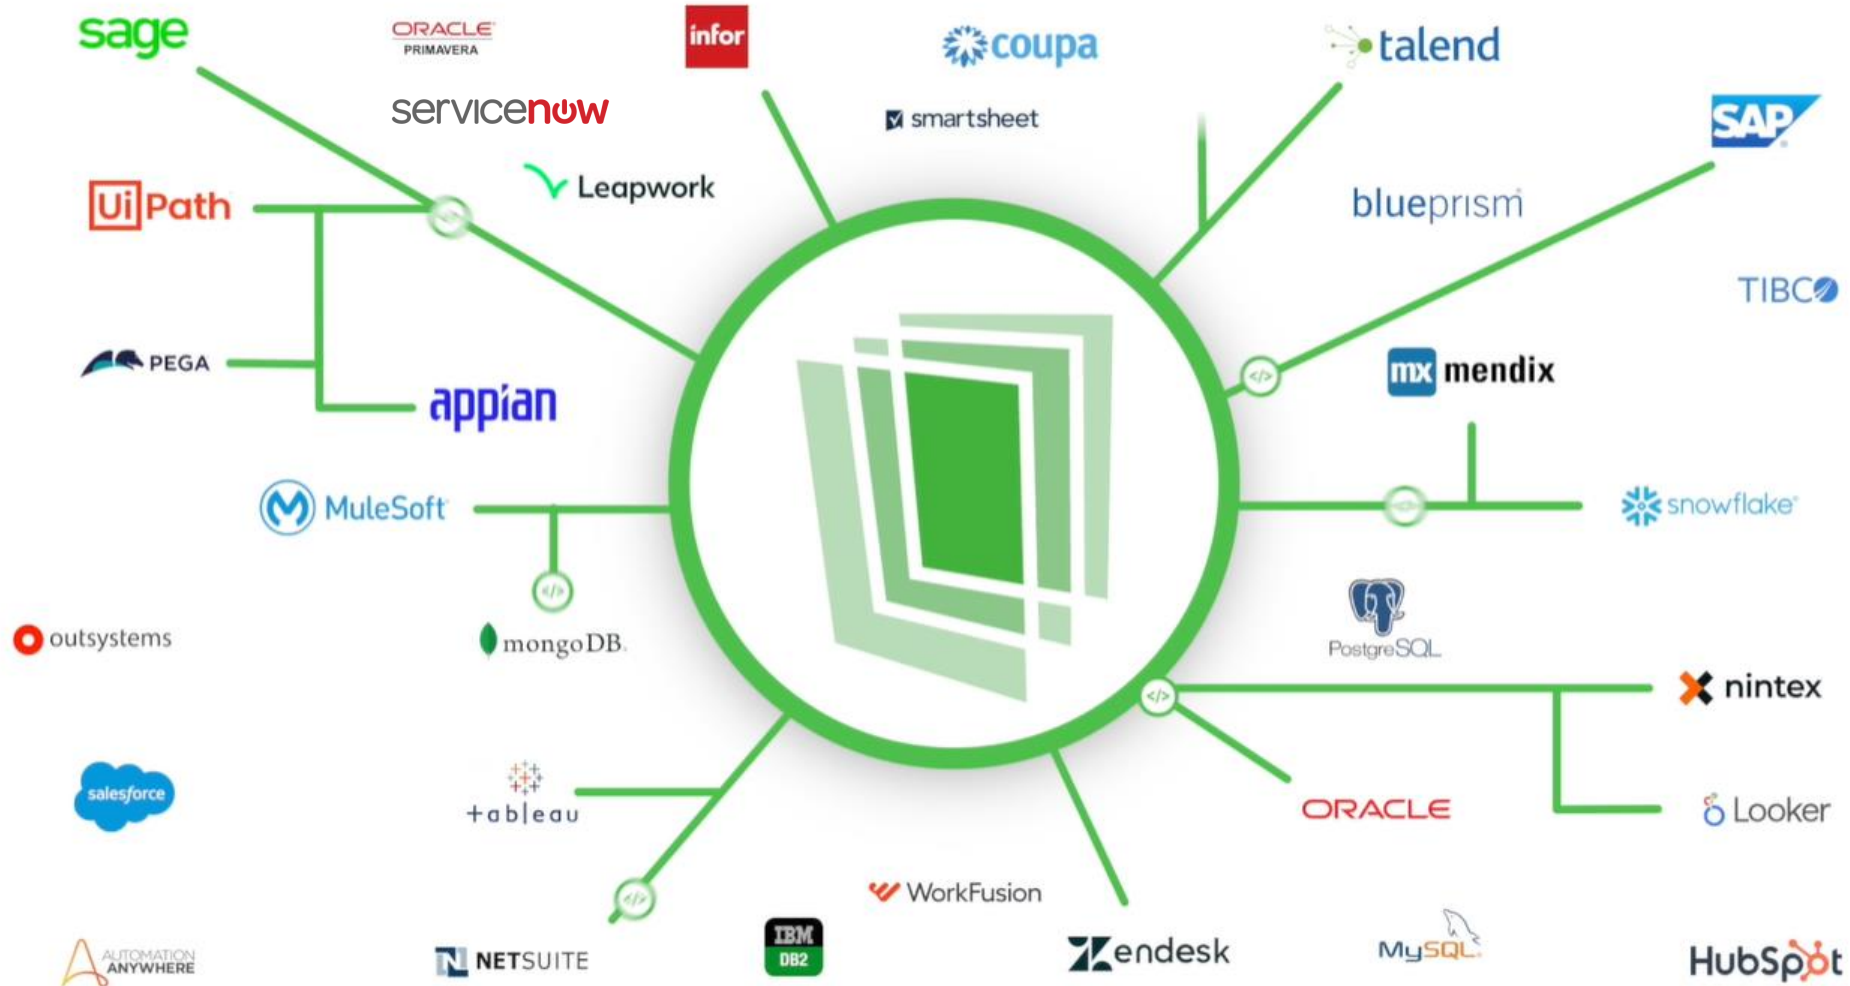 sage
ORACLE
PRIMAVERA
infor
coupa
talend
servicenow
smartsheet
SAP
Leapwork
UiPath
blueprism
TIBCO
PEGA
mx mendix
appian
</>
MuleSoft
snowflake
</>
PostgreSQL
outsystems
mongoDB
nintex
</>
salesforce
tableau
ORACLE
Looker
WorkFusion
</>
IBM
DB2
AUTOMATION
ANYWHERE
NETSUITE
Zendesk
MySQL
HubSpot